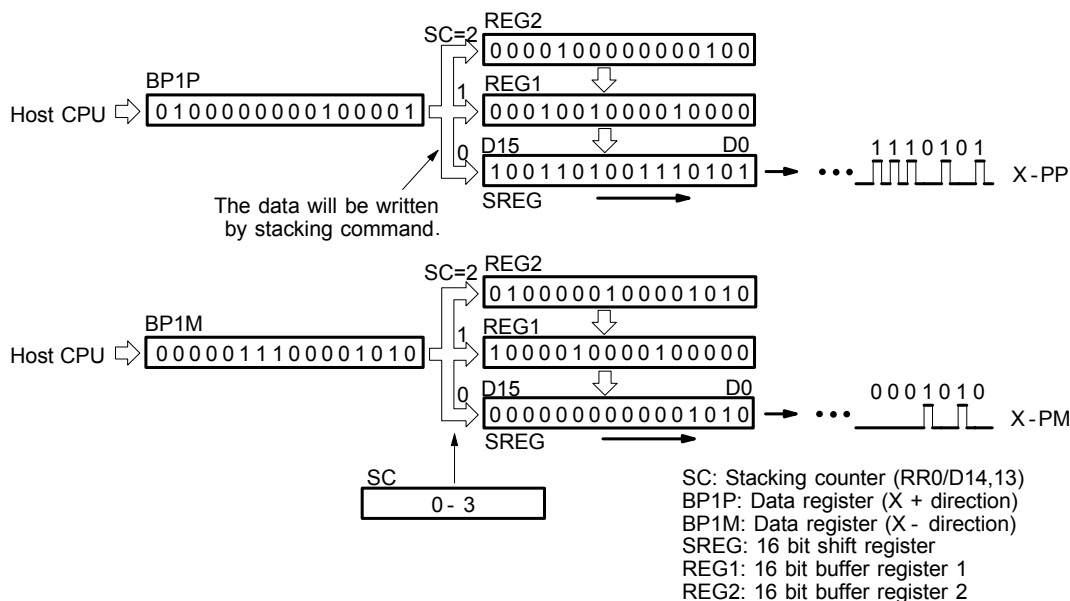 REG2
SC=2
0000100000000100
BP1P
REG1
1
Host CPU
0100000000100001
0001001000010000
0
D15
D0
1001101001110101
1110101
X-PP
SREG
The data will be written
by stacking command.
REG2
SC=2
0100000100001010
BP1M
REG1
1
Host CPU
0000011100001010
1000010000100000
0
D15
D0
0000000000001010
0001010
X-PM
SREG
SC
0-3
SC: Stacking counter (RR0/D14,13)
BP1P: Data register (X + direction)
BP1M: Data register (X - direction)
SREG: 16 bit shift register
REG1: 16 bit buffer register 1
REG2: 16 bit buffer register 2